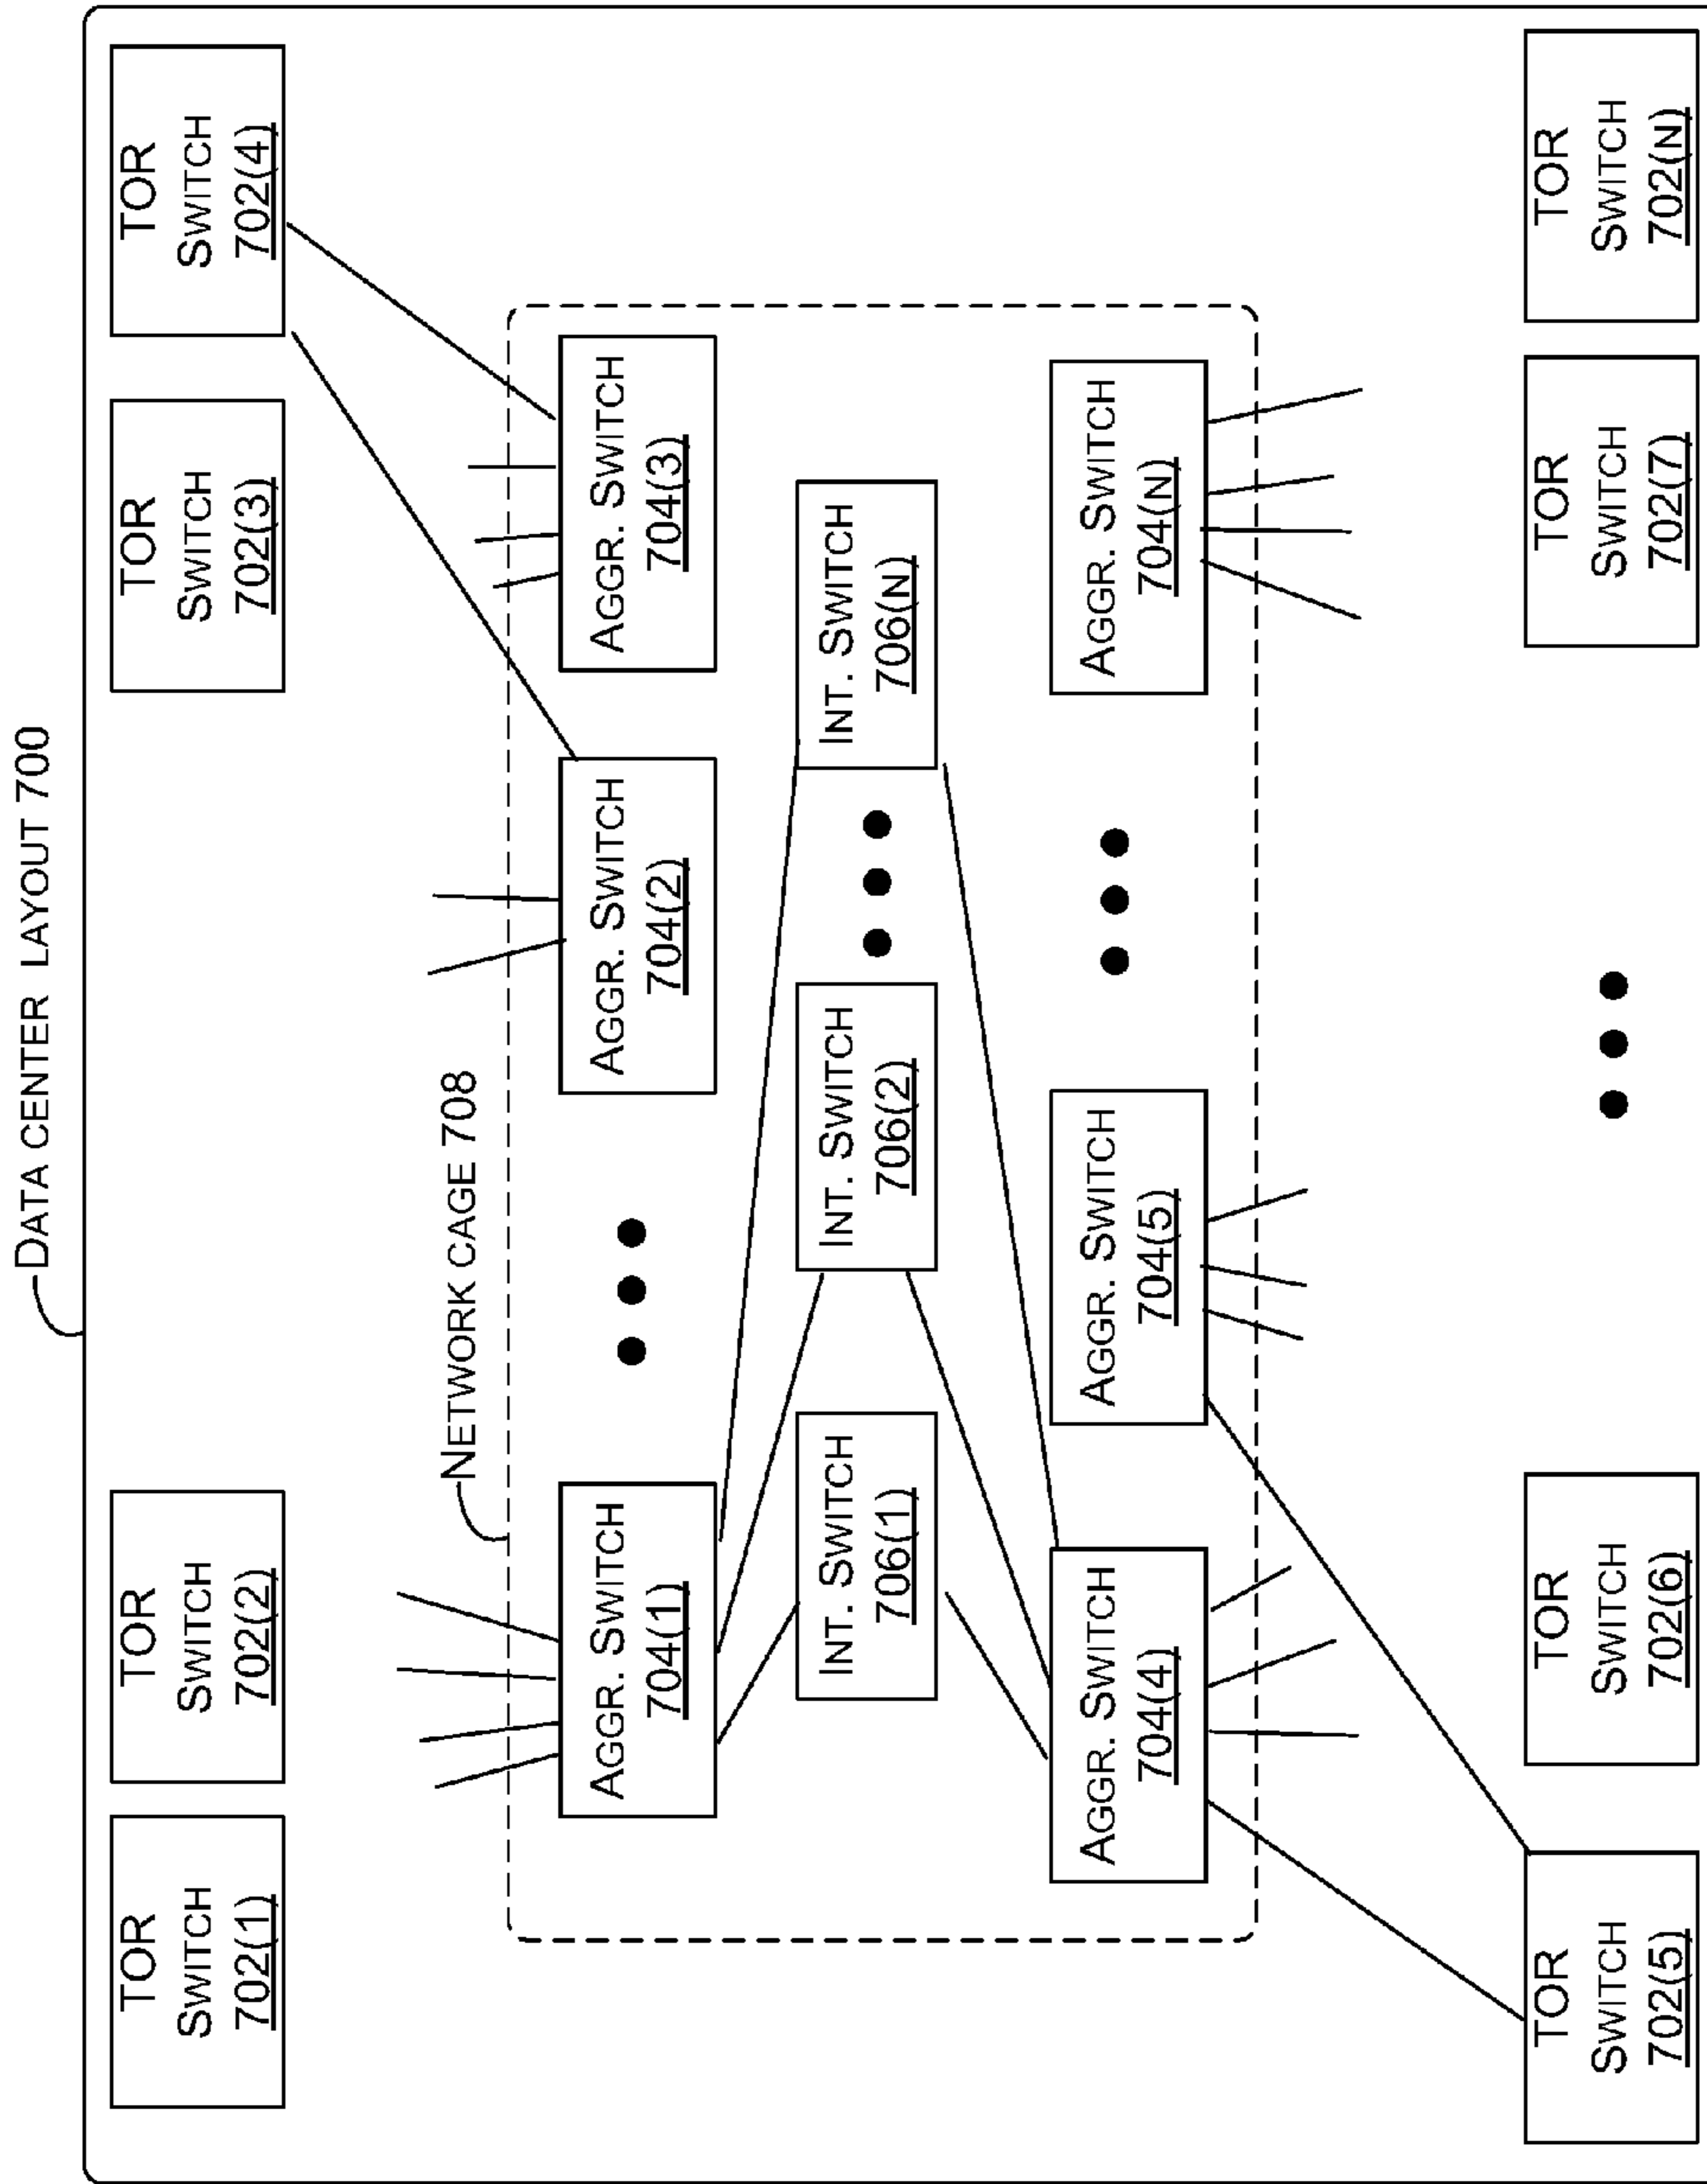 DATA CENTER LAYOUT 700
TOR
SWITCH
702(1)
TOR
SWITCH
702(2)
TOR
SWITCH
702(3)
TOR
SWITCH
702(4)
NETWORK CAGE 708
AGGR. SWITCH
704(1)
AGGR. SWITCH
704(2)
AGGR. SWITCH
704(3)
INT. SWITCH
706(1)
INT. SWITCH
706(2)
INT. SWITCH
706(N)
AGGR. SWITCH
704(4)
AGGR. SWITCH
704(5)
AGGR. SWITCH
704(N)
TOR
SWITCH
702(5)
TOR
SWITCH
702(6)
TOR
SWITCH
702(7)
TOR
SWITCH
702(N)